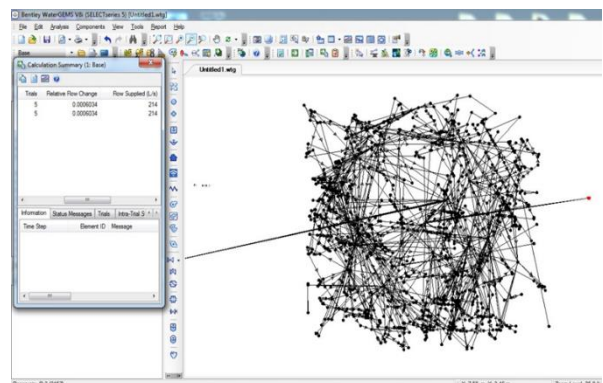 Bentley WaterGEMS V8i (SELECTseries 5) [Untitled1.wtg]
File Edit Analysis Components View Tools Report Help
Base
Calculation Summary (1: Base)
Untitled1.wtg
Trials Relative Flow Change Flow Supplied (L/s)
5 0.0006034 214
5 0.0006034 214
Information Status Messages Trials Intra-Trial S
Time Step Element ID Message